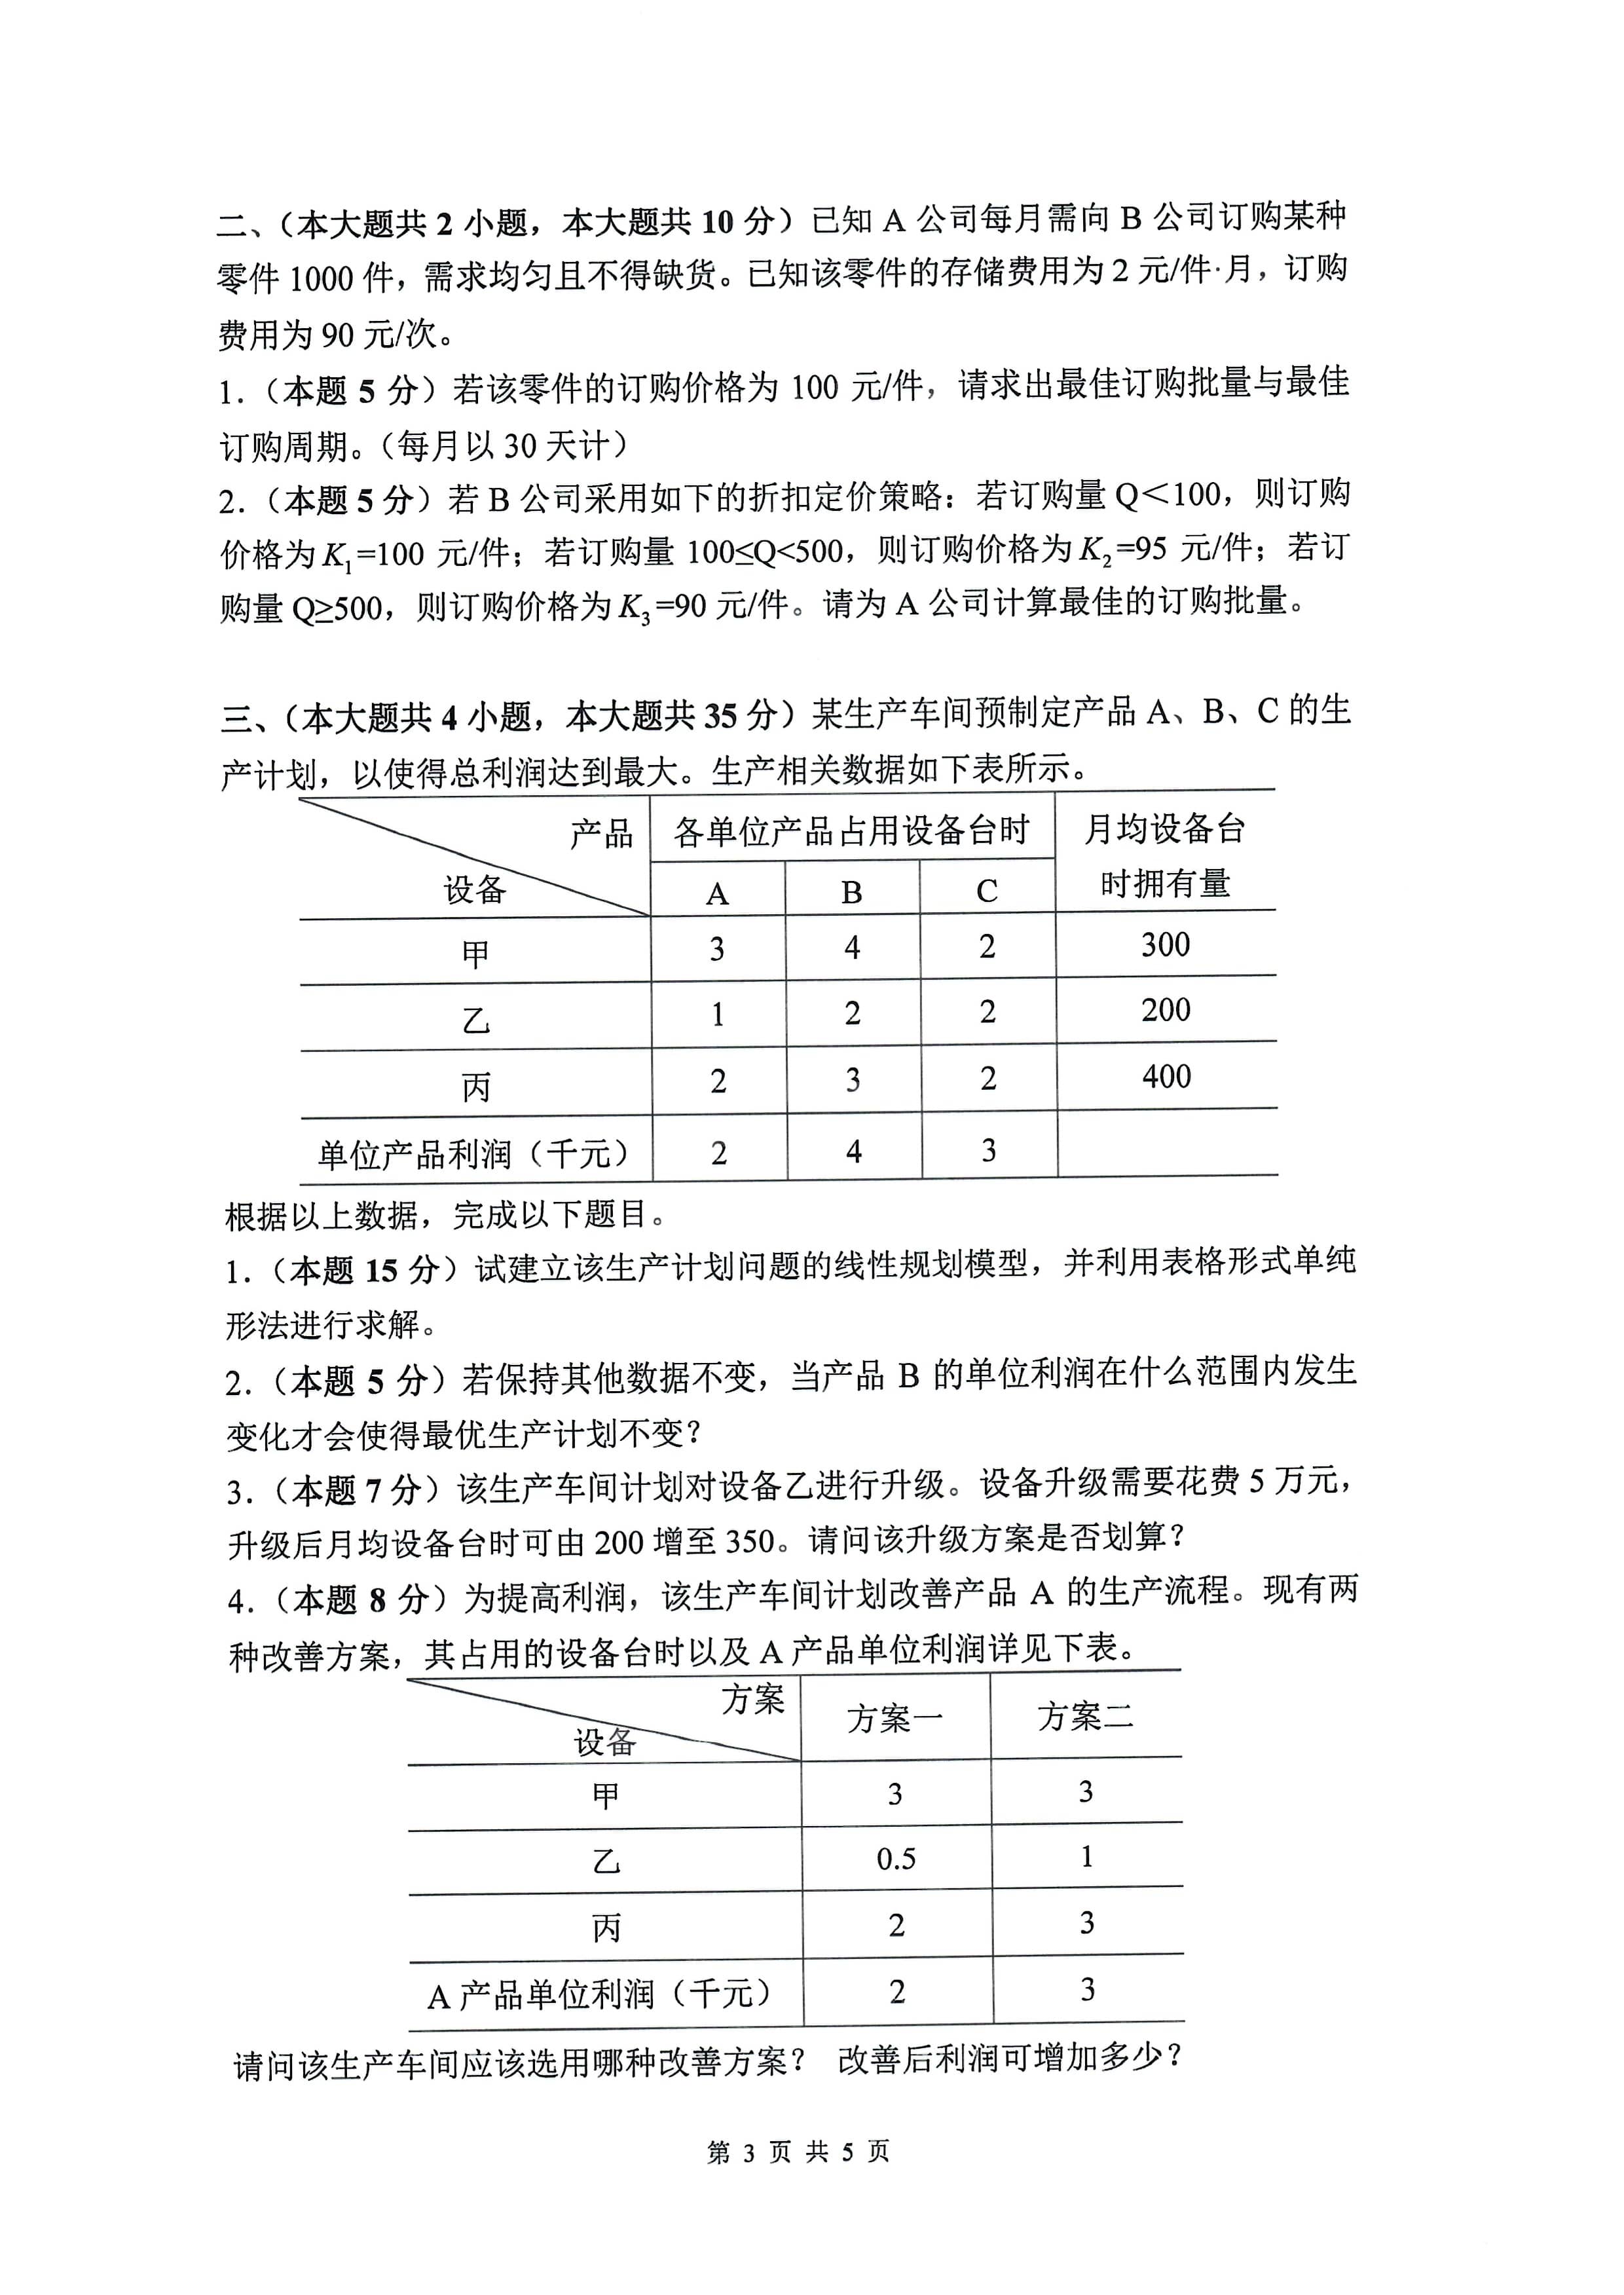 二、（本大题共 2 小题，本大题共 10 分）已知 A 公司每月需向 B 公司订购某种
零件 1000 件，需求均匀且不得缺货。已知该零件的存储费用为 2 元/件·月，订购
费用为 90 元/次。
1.（本题 5 分）若该零件的订购价格为 100 元/件，请求出最佳订购批量与最佳
订购周期。（每月以 30 天计）
2.（本题 5 分）若 B 公司采用如下的折扣定价策略：若订购量 Q＜100，则订购
价格为 K₁=100 元/件；若订购量 100≤Q<500，则订购价格为 K₂=95 元/件；若订
购量 Q≥500，则订购价格为 K₃=90 元/件。请为 A 公司计算最佳的订购批量。
三、（本大题共 4 小题，本大题共 35 分）某生产车间预制定产品 A、B、C 的生
产计划，以使得总利润达到最大。生产相关数据如下表所示。
产品 各单位产品占用设备台时 月均设备台
设备 A B C 时拥有量
甲 3 4 2 300
乙 1 2 2 200
丙 2 3 2 400
单位产品利润（千元） 2 4 3
根据以上数据，完成以下题目。
1.（本题 15 分）试建立该生产计划问题的线性规划模型，并利用表格形式单纯
形法进行求解。
2.（本题 5 分）若保持其他数据不变，当产品 B 的单位利润在什么范围内发生
变化才会使得最优生产计划不变？
3.（本题 7 分）该生产车间计划对设备乙进行升级。设备升级需要花费 5 万元，
升级后月均设备台时可由 200 增至 350。请问该升级方案是否划算？
4.（本题 8 分）为提高利润，该生产车间计划改善产品 A 的生产流程。现有两
种改善方案，其占用的设备台时以及 A 产品单位利润详见下表。
方案 方案一 方案二
设备
甲 3 3
乙 0.5 1
丙 2 3
A 产品单位利润（千元） 2 3
请问该生产车间应该选用哪种改善方案？ 改善后利润可增加多少？
第 3 页 共 5 页